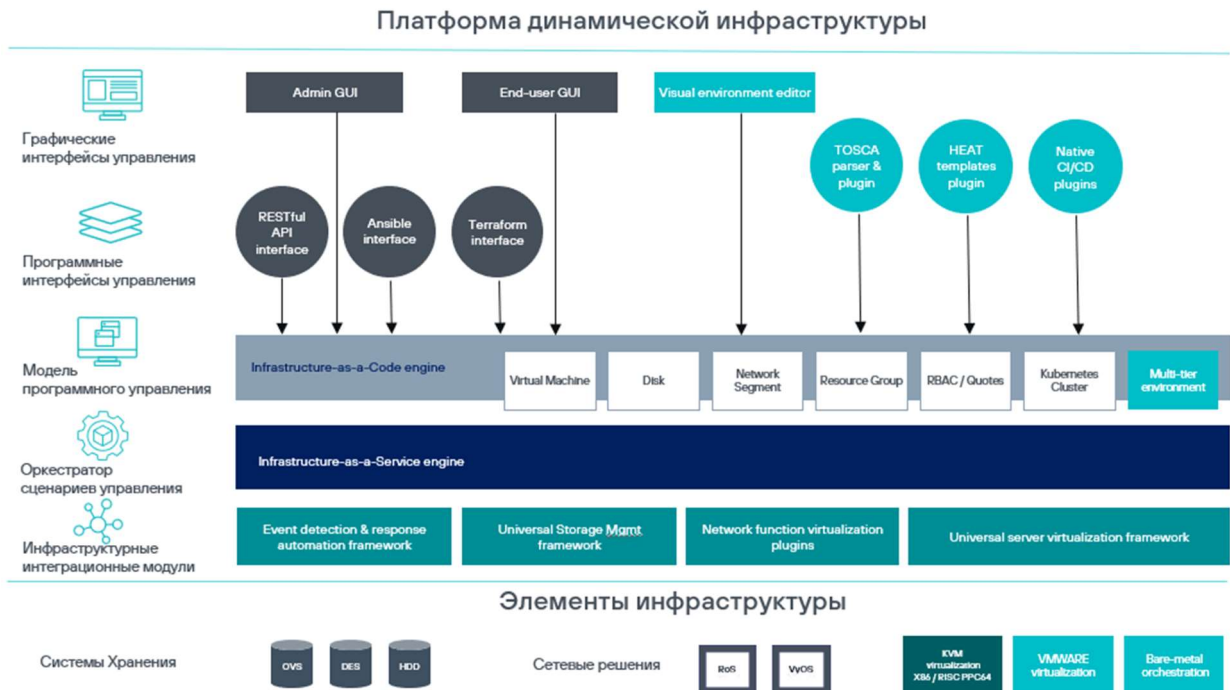 Платформа динамической инфраструктуры
Графические
интерфейсы управления
Admin GUI
End-user GUI
Visual environment editor
TOSCA
parser &
plugin
HEAT
templates
plugin
Native
CI/CD
plugins
Программные
интерфейсы управления
RESTful
API
interface
Ansible
interface
Terraform
interface
Модель
программного управления
Infrastructure-as-a-Code engine
Virtual Machine
Disk
Network
Segment
Resource Group
RBAC / Quotes
Kubernetes
Cluster
Multi-tier
environment
Оркестратор
сценариев управления
Infrastructure-as-a-Service engine
Инфраструктурные
интеграционные модули
Event detection & response
automation framework
Universal Storage Mgmt
framework
Network function virtualization
plugins
Universal server virtualization framework
Элементы инфраструктуры
Системы Хранения
OVS
DES
HDD
Сетевые решения
RoS
VyOS
KVM
virtualization
X86 / RISC PPC64
VMWARE
virtualization
Bare-metal
orchestration